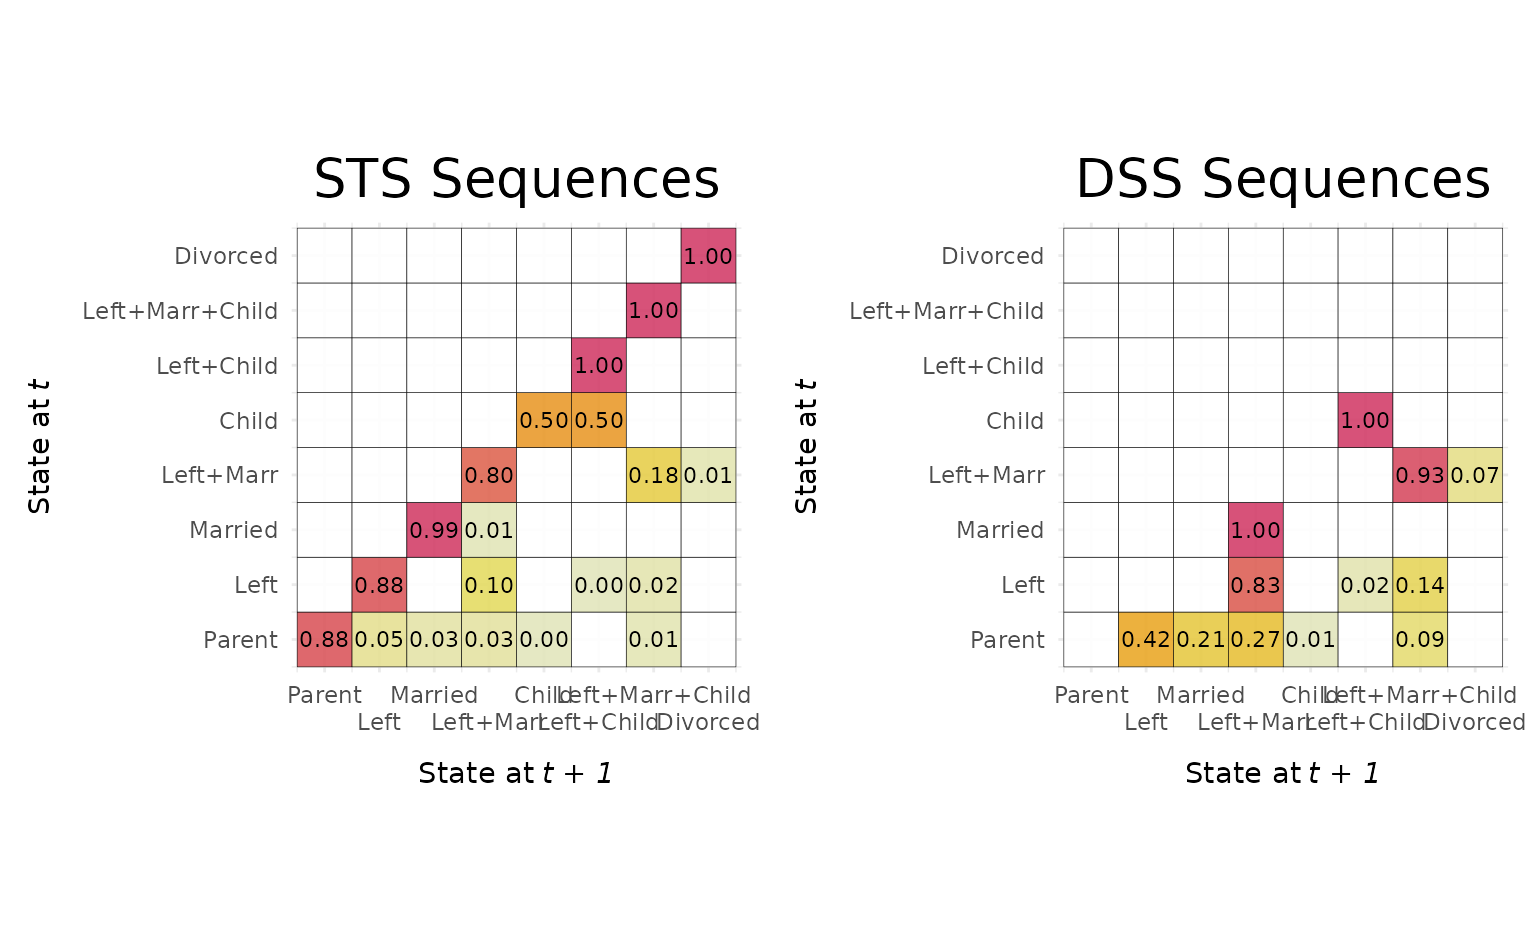 STS Sequences
Divorced 1.00
Left+Marr+Child 1.00
Left+Child 1.00
Child 0.50 0.50
Left+Marr 0.80 0.18 0.01
Married 0.99 0.01
Left 0.88 0.10 0.00 0.02
Parent 0.88 0.05 0.03 0.03 0.00 0.01
Parent Married Child Left+Marr+Child
Left Left+Marr Left+Child Divorced
State at t + 1
State at t
DSS Sequences
Divorced
Left+Marr+Child
Left+Child
Child 1.00
Left+Marr 0.93 0.07
Married 1.00
Left 0.83 0.02 0.14
Parent 0.42 0.21 0.27 0.01 0.09
Parent Married Child Left+Marr+Child
Left Left+Marr Left+Child Divorced
State at t + 1
State at t